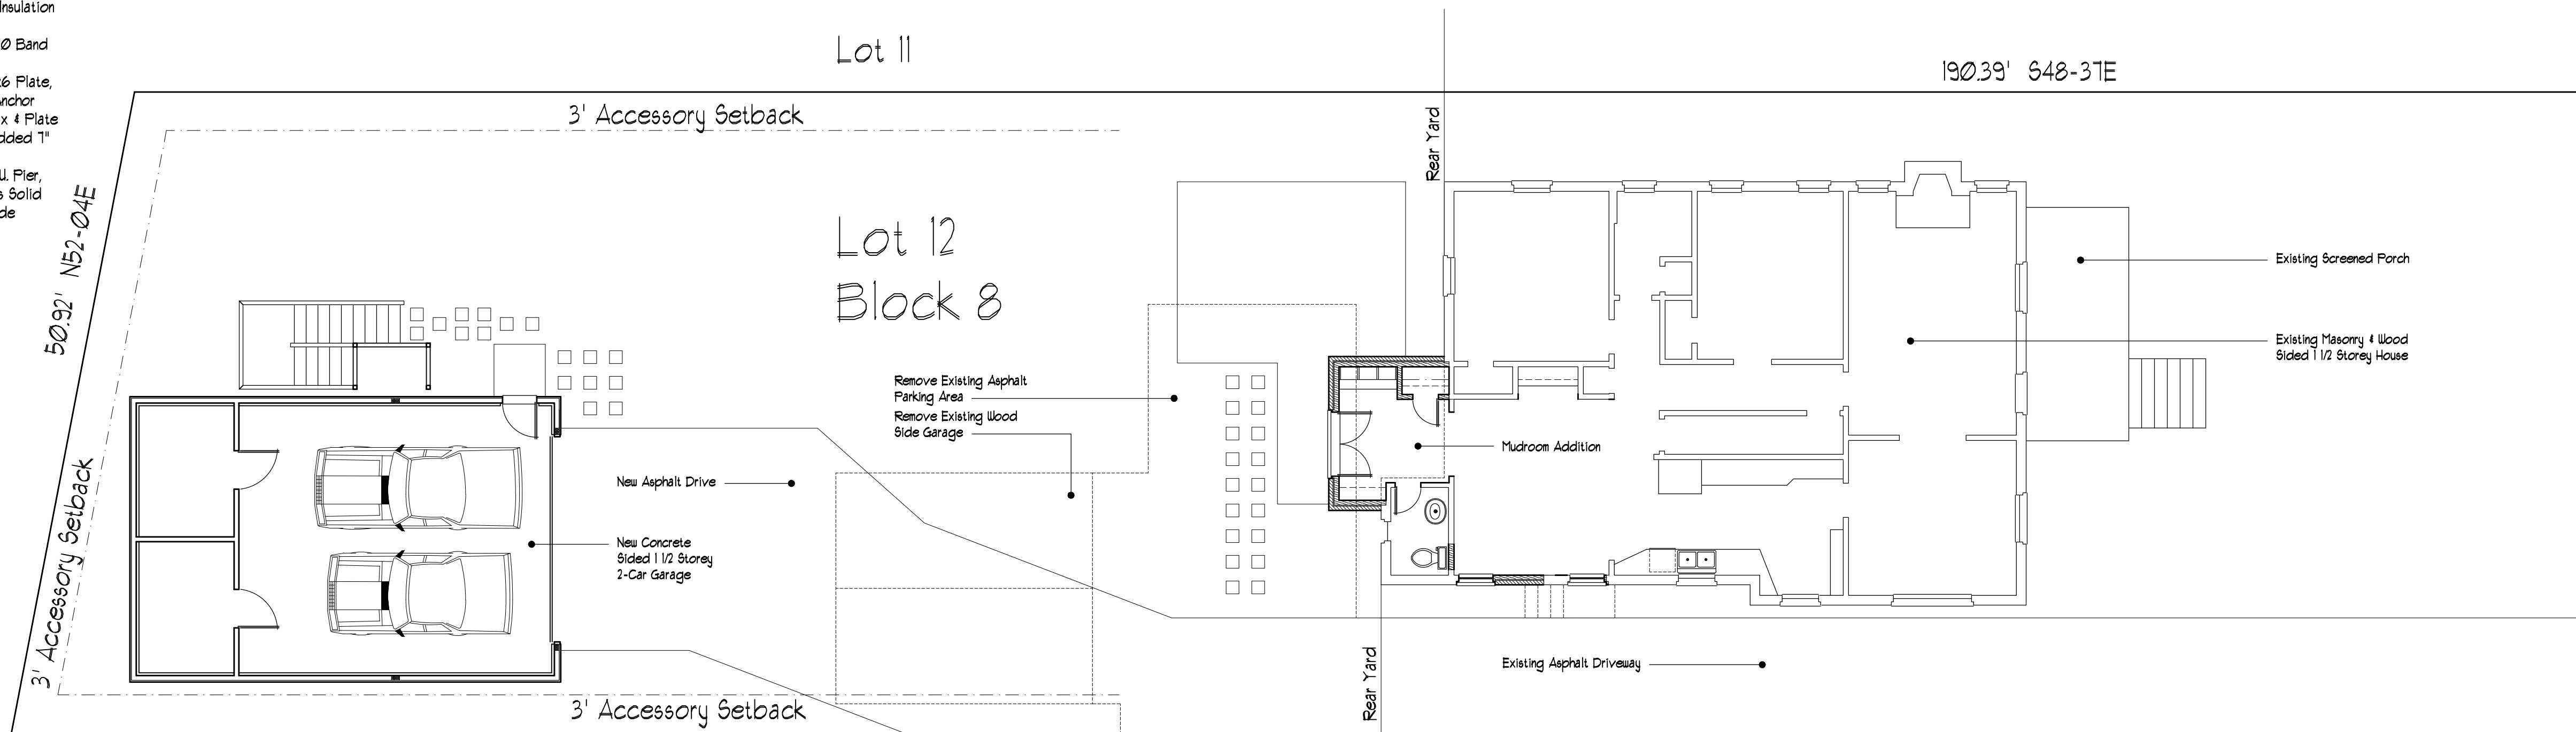 Insulation
Ø Band
x6 Plate,
Anchor
x 4 Plate
dded 7"
U. Pier,
s Solid
de
Lot 11
190.39' S48-37E
3' Accessory Setback
Rear Yard
50.92' N52-04E
Lot 12
Block 8
Existing Screened Porch
Existing Masonry & Wood
Sided 1 1/2 Storey House
Remove Existing Asphalt
Parking Area
Remove Existing Wood
Side Garage
Mudroom Addition
New Asphalt Drive
3' Accessory Setback
New Concrete
Sided 1 1/2 Storey
2-Car Garage
Existing Asphalt Driveway
Rear Yard
3' Accessory Setback